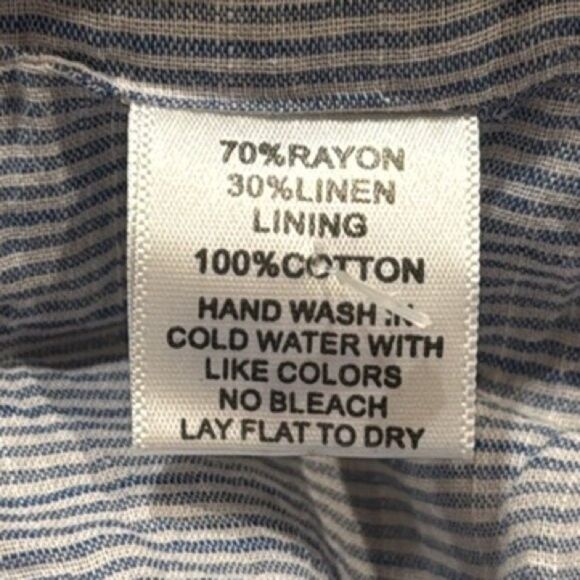 70%RAYON
30%LINEN
LINING
100%COTTON
HAND WASH IN
COLD WATER WITH
LIKE COLORS
NO BLEACH
LAY FLAT TO DRY